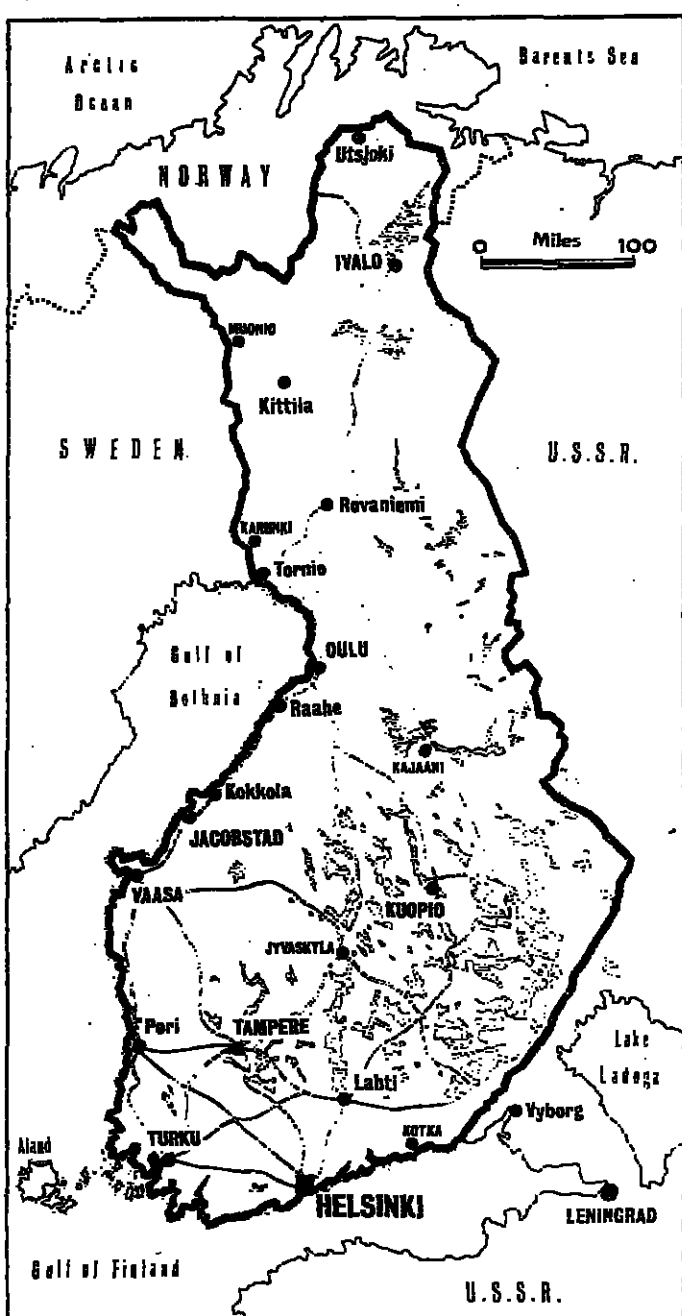 Arctic
Ocean
Barents Sea
Utsjoki
NORWAY
0 Miles 100
IVALO
MUONIO
Kittila
SWEDEN
U.S.S.R.
Rovaniemi
KARUNKI
Tornio
Gulf of
Bothnia
OULU
Raahe
KAJAANI
Kokkola
JACOBSTAD
VAASA
KUOPIO
JYVASKYLA
Pori
TAMPERE
Lake
Ladoga
Lahti
Vyborg
Aland
TURKU
KOTKA
HELSINKI
LENINGRAD
Gulf of Finland
U.S.S.R.